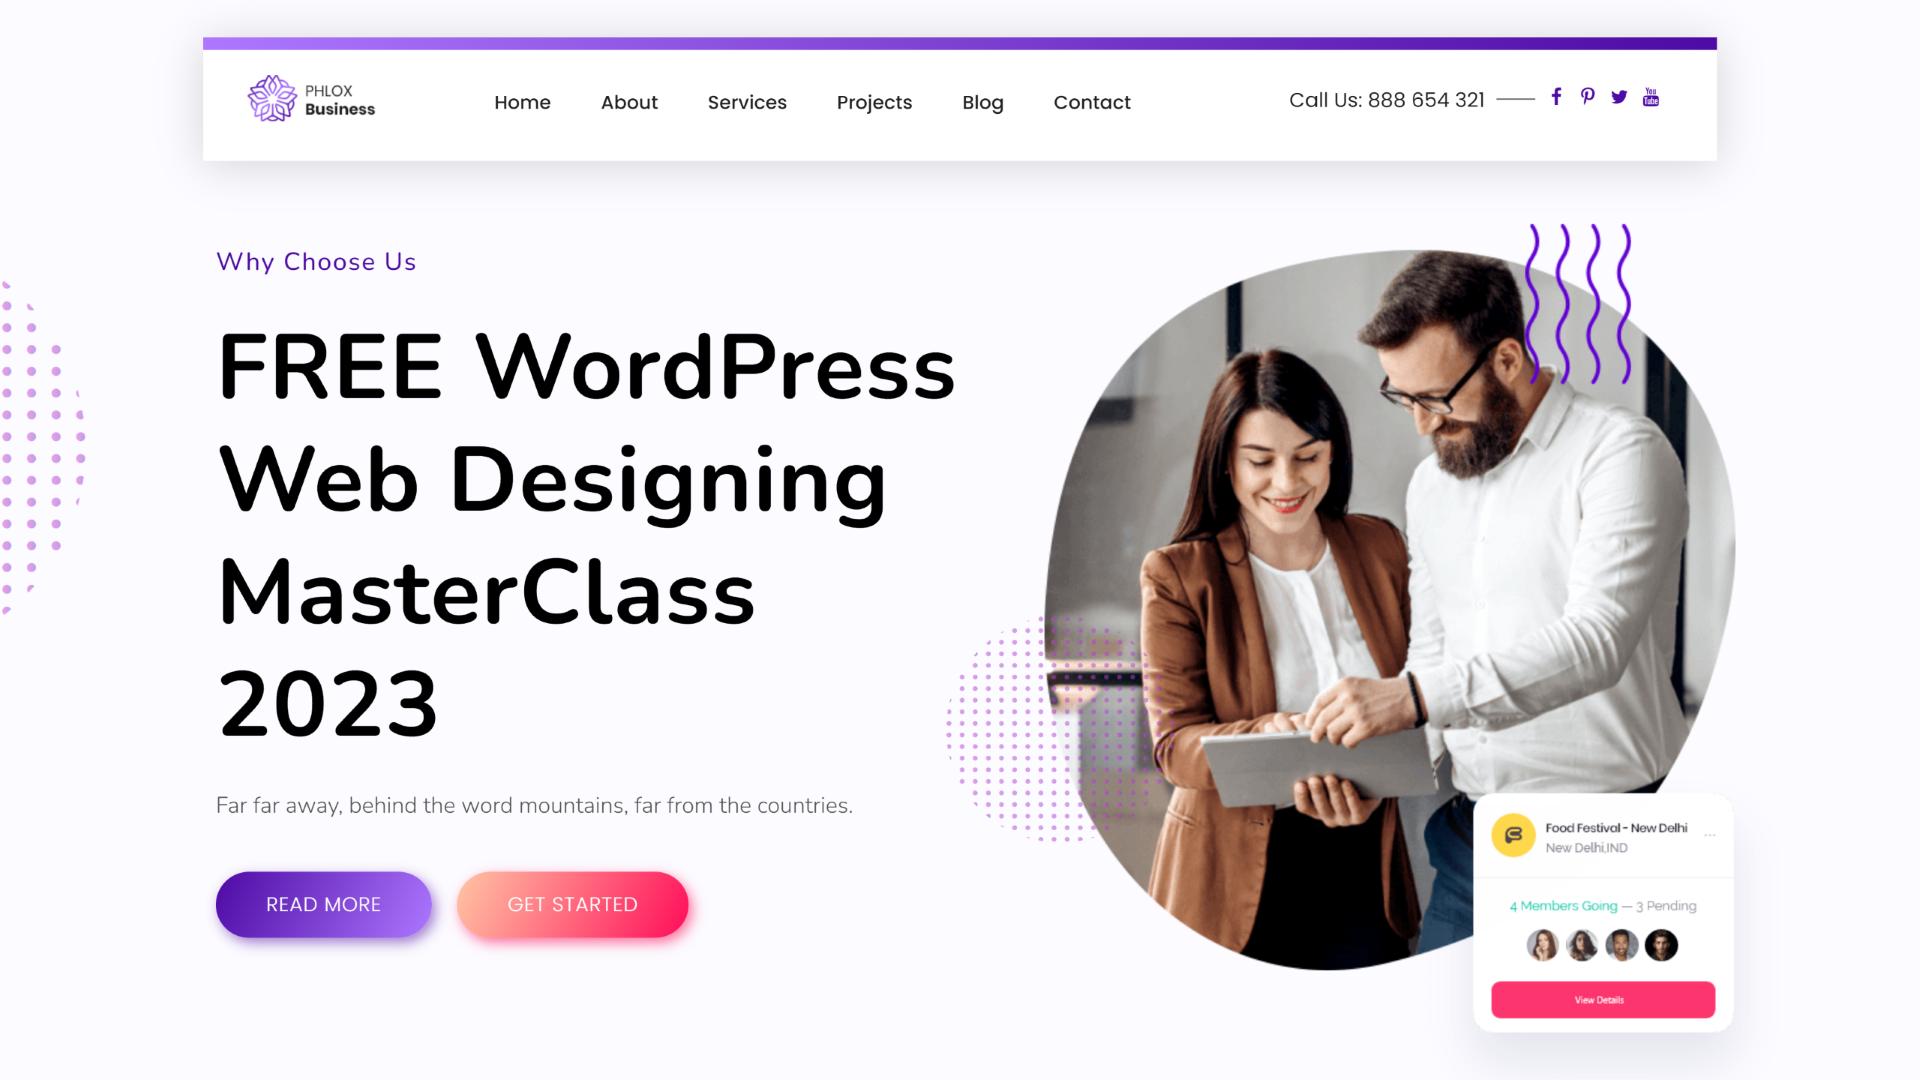 PHLOX
Business
Home About Services Projects Blog Contact
Call Us: 888 654 321
You
Tube
Why Choose Us
FREE WordPress
Web Designing
MasterClass
2023
Far far away, behind the word mountains, far from the countries.
READ MORE
GET STARTED
Food Festival - New Delhi
New Delhi,IND
4 Members Going — 3 Pending
View Details